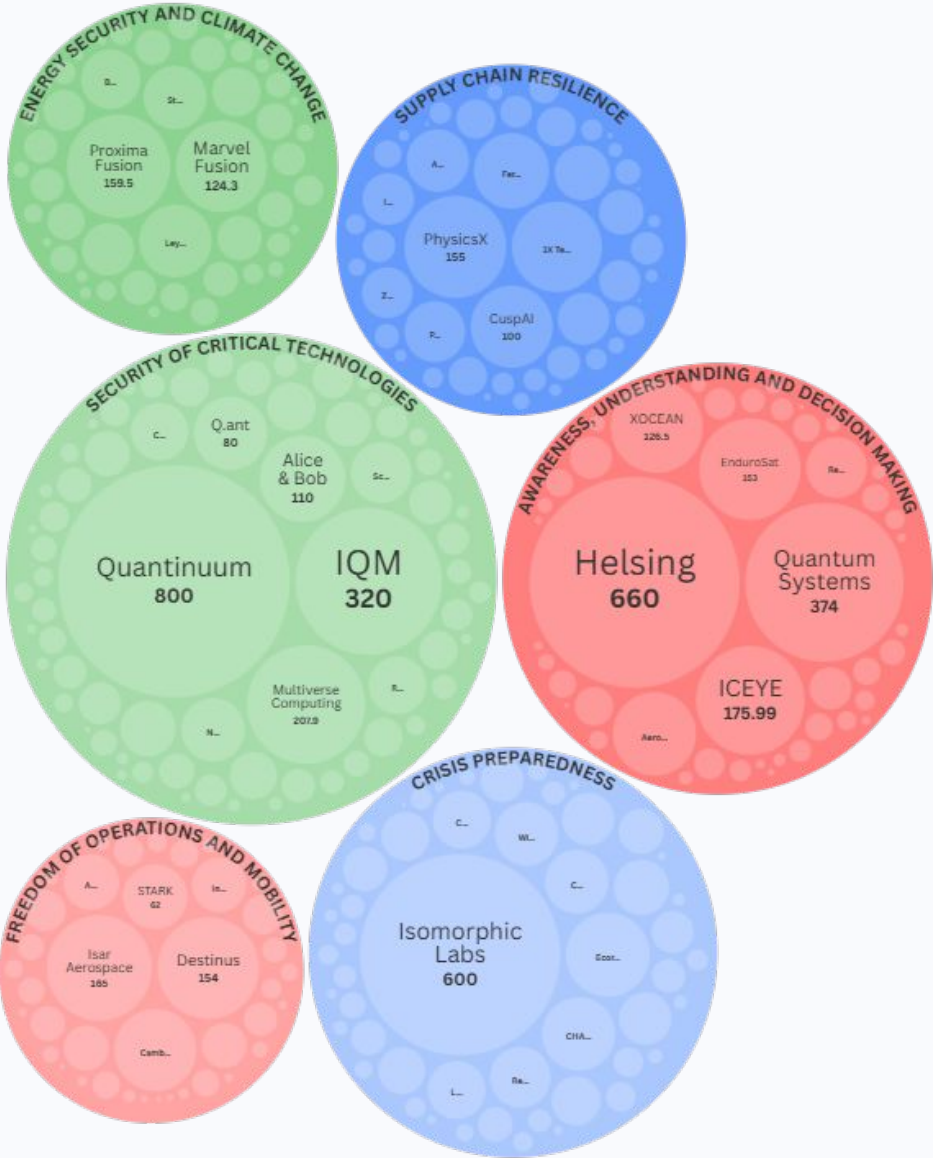 ENERGY SECURITY AND CLIMATE CHANGE
B...
St...
Proxima
Fusion
159.5
Marvel
Fusion
124.3
Ley...
SUPPLY CHAIN RESILIENCE
A...
Far...
I...
PhysicsX
155
1X Te...
Z...
P...
CuspAI
100
SECURITY OF CRITICAL TECHNOLOGIES
C...
Q.ant
80
Alice
& Bob
110
Sc...
Quantinuum
800
IQM
320
Multiverse
Computing
207.9
R...
N...
AWARENESS, UNDERSTANDING AND DECISION MAKING
XOCEAN
126.5
EnduroSat
153
Re...
Helsing
660
Quantum
Systems
374
ICEYE
175.99
Aero...
FREEDOM OF OPERATIONS AND MOBILITY
A...
STARK
62
In...
Isar
Aerospace
165
Destinus
154
Camb...
CRISIS PREPAREDNESS
C...
Wi...
C...
Isomorphic
Labs
600
Ecor...
CHA...
Re...
L...